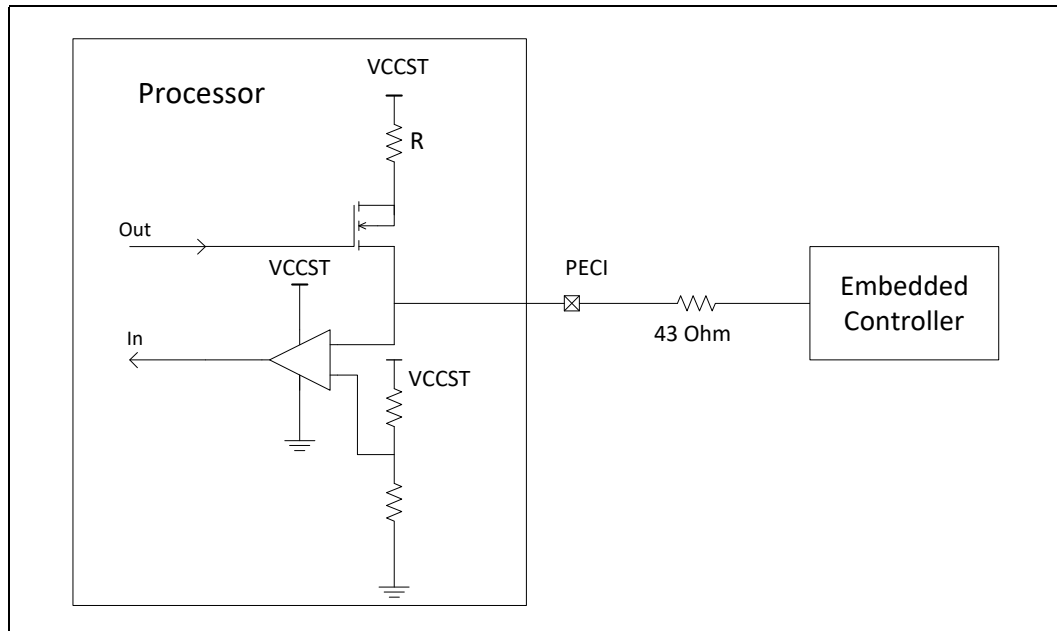 VCCST
Processor
R
Out
VCCST
PECI
Embedded
Controller
In
43 Ohm
VCCST